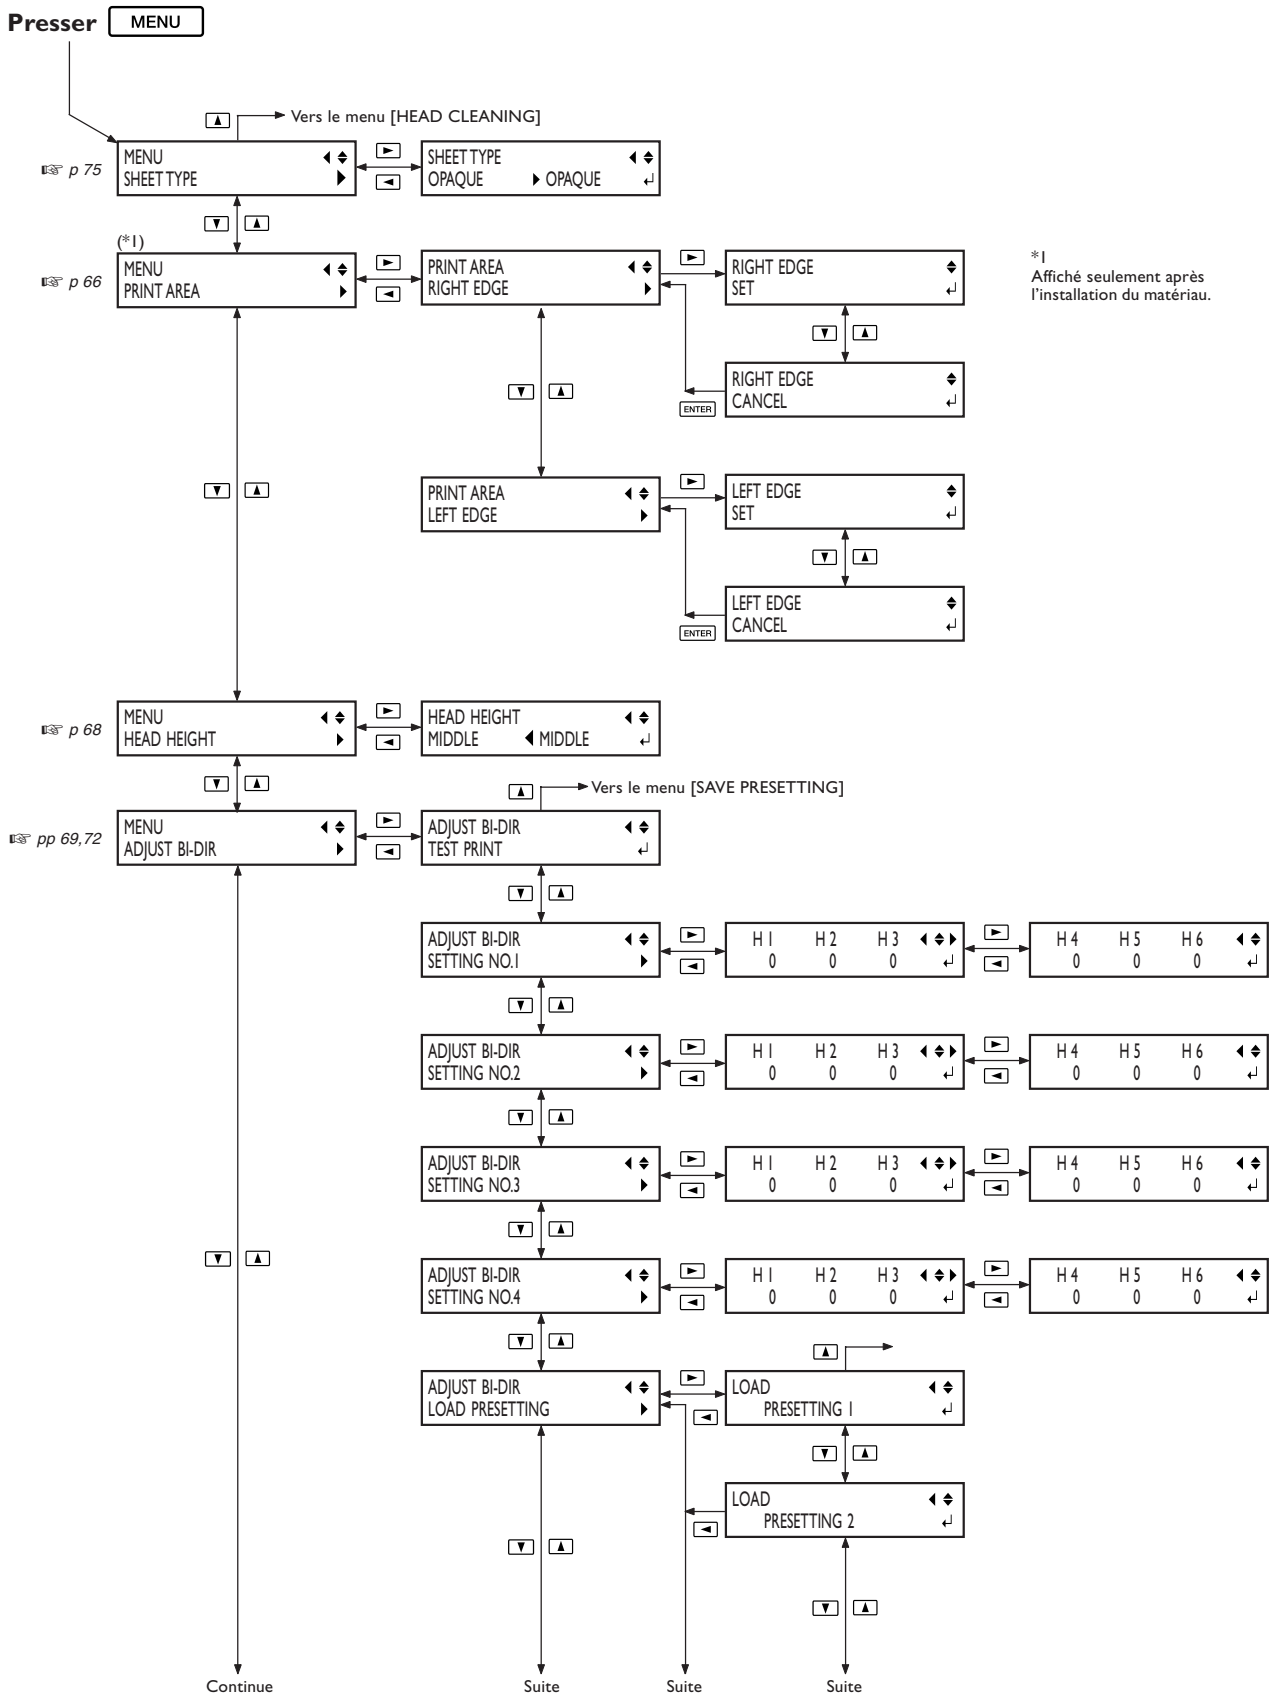 Presser MENU
Vers le menu [HEAD CLEANING]
p 75
MENU
SHEET TYPE
SHEET TYPE
OPAQUE OPAQUE
(*1)
p 66
MENU
PRINT AREA
PRINT AREA
RIGHT EDGE
RIGHT EDGE
SET
*1
Affiché seulement après
l'installation du matériau.
RIGHT EDGE
CANCEL
ENTER
PRINT AREA
LEFT EDGE
LEFT EDGE
SET
LEFT EDGE
CANCEL
ENTER
p 68
MENU
HEAD HEIGHT
HEAD HEIGHT
MIDDLE MIDDLE
Vers le menu [SAVE PRESETTING]
pp 69,72
MENU
ADJUST BI-DIR
ADJUST BI-DIR
TEST PRINT
ADJUST BI-DIR
SETTING NO.1
H 1 H 2 H 3
0 0 0
H 4 H 5 H 6
0 0 0
ADJUST BI-DIR
SETTING NO.2
H 1 H 2 H 3
0 0 0
H 4 H 5 H 6
0 0 0
ADJUST BI-DIR
SETTING NO.3
H 1 H 2 H 3
0 0 0
H 4 H 5 H 6
0 0 0
ADJUST BI-DIR
SETTING NO.4
H 1 H 2 H 3
0 0 0
H 4 H 5 H 6
0 0 0
ADJUST BI-DIR
LOAD PRESETTING
LOAD
PRESETTING 1
LOAD
PRESETTING 2
Continue Suite Suite Suite